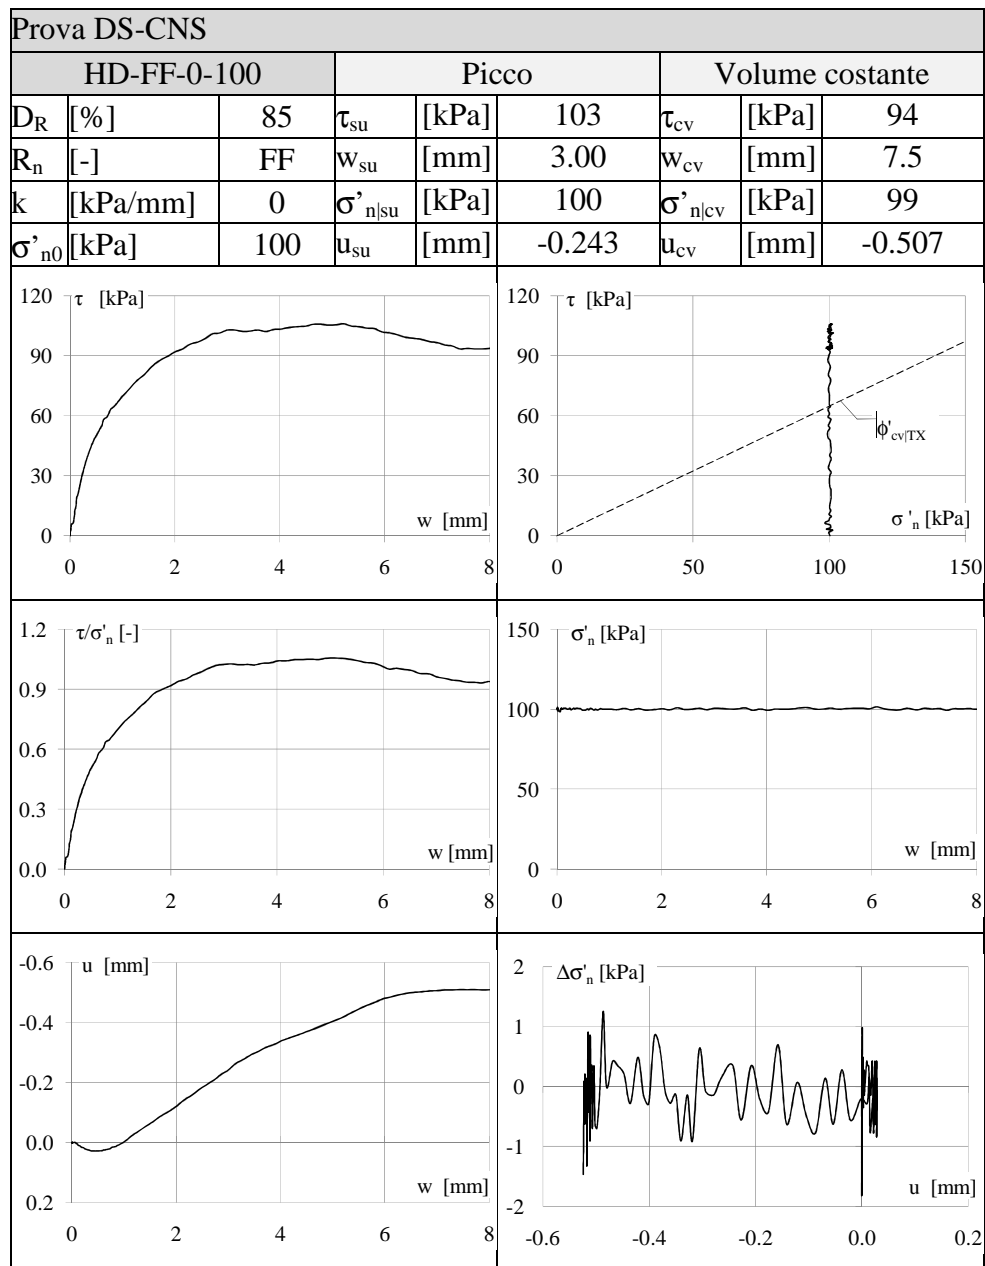 Prova DS-CNS
HD-FF-0-100 Picco Volume costante
D_R [%] 85 τ_su [kPa] 103 τ_cv [kPa] 94
R_n [-] FF w_su [mm] 3.00 w_cv [mm] 7.5
k [kPa/mm] 0 σ’_n|su [kPa] 100 σ’_n|cv [kPa] 99
σ’_n0 [kPa] 100 u_su [mm] -0.243 u_cv [mm] -0.507
120 τ [kPa]
90
60
30
0
w [mm]
0 2 4 6 8
120 τ [kPa]
90
60
30
0
ϕ'_cv|TX
σ'_n [kPa]
0 50 100 150
1.2 τ/σ'_n [-]
0.9
0.6
0.3
0.0
w [mm]
0 2 4 6 8
150 σ'_n [kPa]
100
50
0
w [mm]
0 2 4 6 8
-0.6 u [mm]
-0.4
-0.2
0.0
0.2
w [mm]
0 2 4 6 8
2 Δσ'_n [kPa]
1
0
-1
-2
u [mm]
-0.6 -0.4 -0.2 0.0 0.2